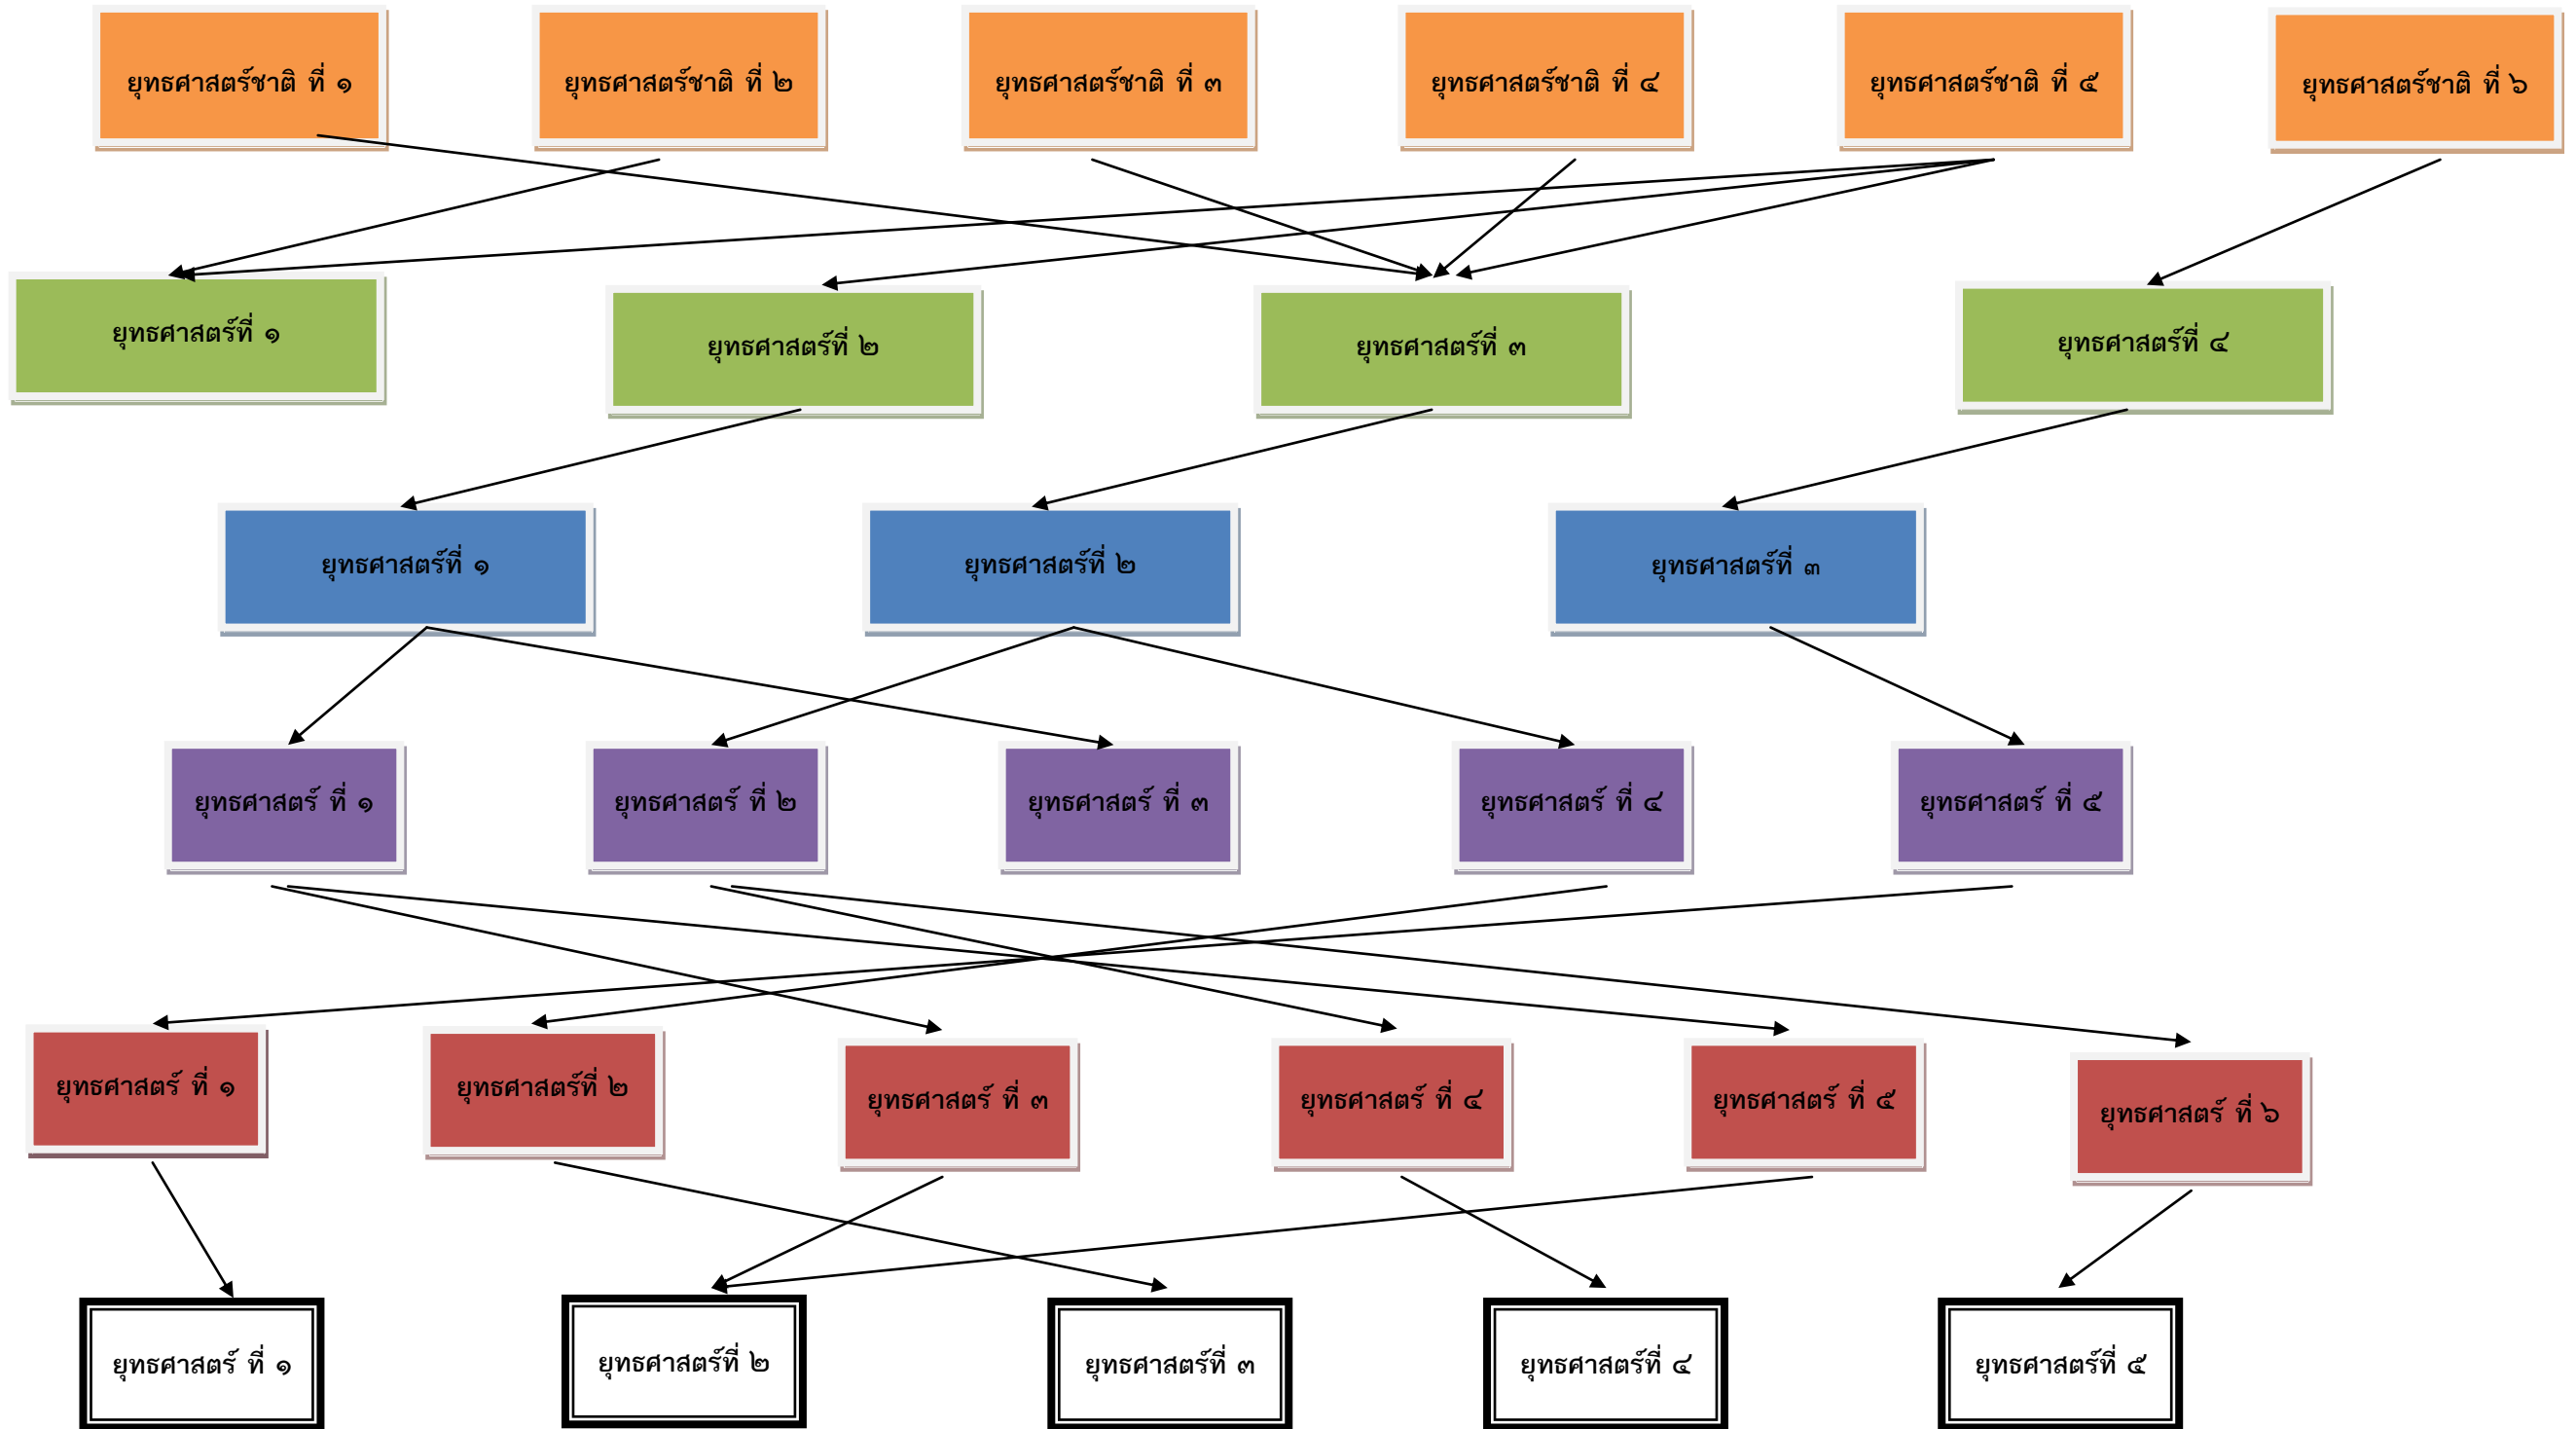 ยุทธศาสตร์ชาติ ที่ ๑
ยุทธศาสตร์ชาติ ที่ ๒
ยุทธศาสตร์ชาติ ที่ ๓
ยุทธศาสตร์ชาติ ที่ ๔
ยุทธศาสตร์ชาติ ที่ ๕
ยุทธศาสตร์ชาติ ที่ ๖
ยุทธศาสตร์ที่ ๑
ยุทธศาสตร์ที่ ๒
ยุทธศาสตร์ที่ ๓
ยุทธศาสตร์ที่ ๔
ยุทธศาสตร์ที่ ๑
ยุทธศาสตร์ที่ ๒
ยุทธศาสตร์ที่ ๓
ยุทธศาสตร์ ที่ ๑
ยุทธศาสตร์ ที่ ๒
ยุทธศาสตร์ ที่ ๓
ยุทธศาสตร์ ที่ ๔
ยุทธศาสตร์ ที่ ๕
ยุทธศาสตร์ ที่ ๑
ยุทธศาสตร์ที่ ๒
ยุทธศาสตร์ ที่ ๓
ยุทธศาสตร์ ที่ ๔
ยุทธศาสตร์ ที่ ๕
ยุทธศาสตร์ ที่ ๖
ยุทธศาสตร์ ที่ ๑
ยุทธศาสตร์ที่ ๒
ยุทธศาสตร์ที่ ๓
ยุทธศาสตร์ที่ ๔
ยุทธศาสตร์ที่ ๕